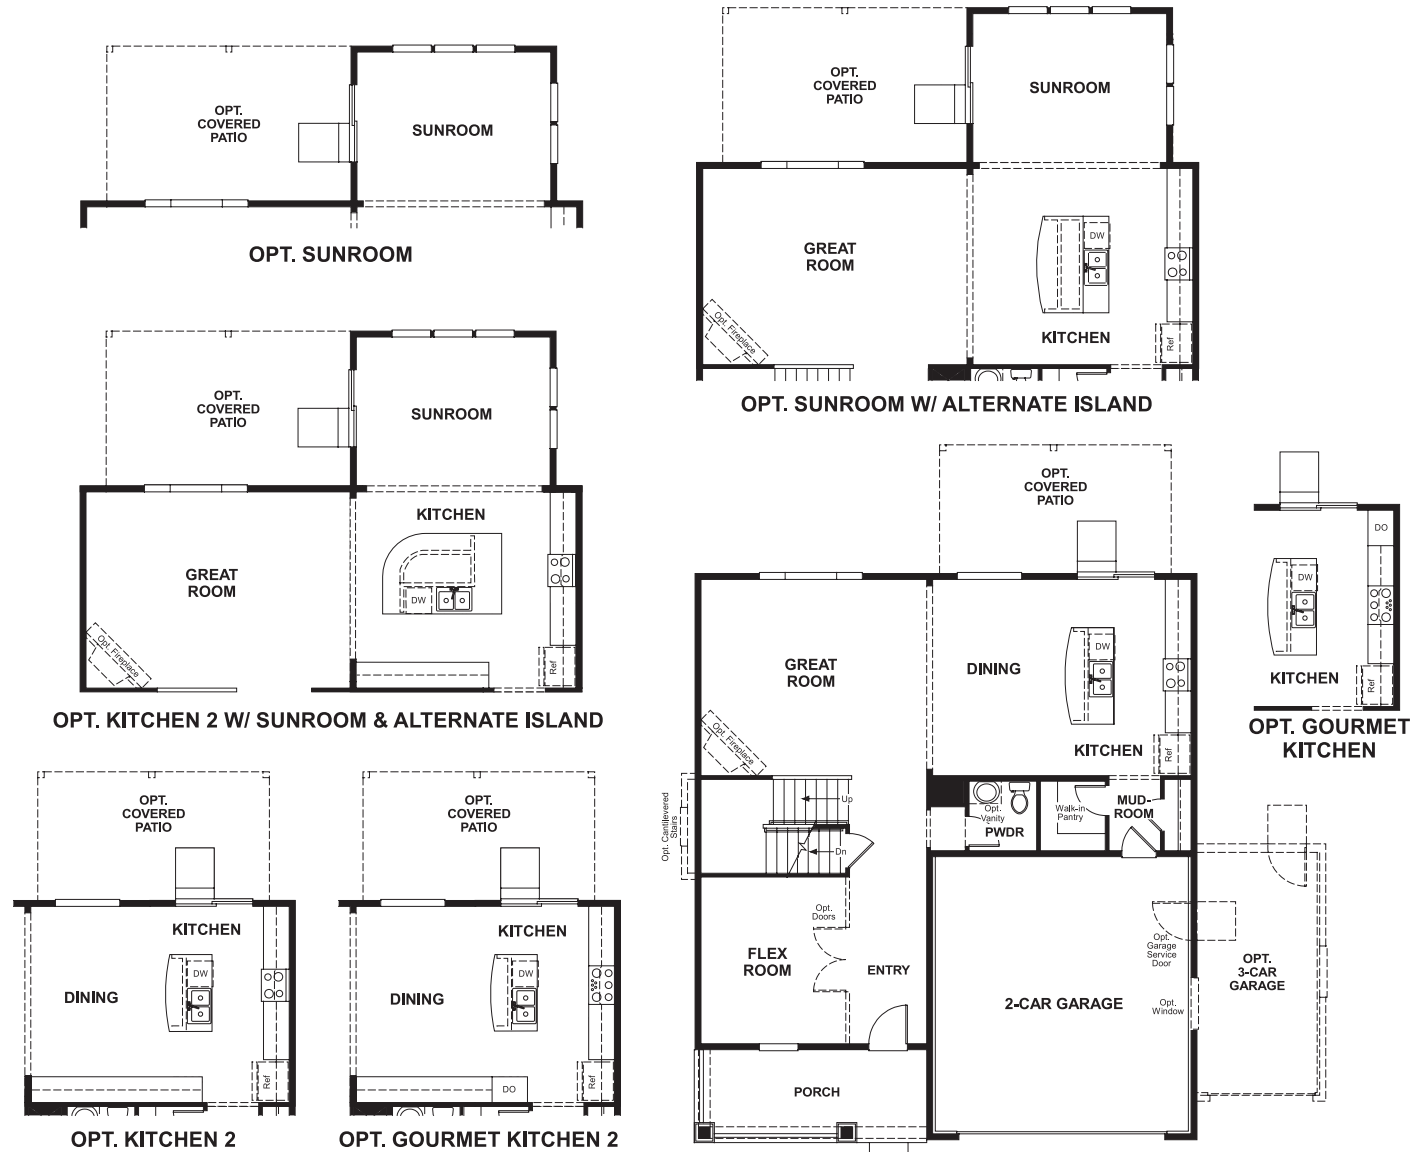 OPT.
COVERED
PATIO
SUNROOM
OPT. SUNROOM
OPT.
COVERED
PATIO
SUNROOM
GREAT
ROOM
DW
Opt. Fireplace
KITCHEN
Ref
OPT. SUNROOM W/ ALTERNATE ISLAND
OPT.
COVERED
PATIO
SUNROOM
KITCHEN
GREAT
ROOM
DW
Opt. Fireplace
Ref
OPT. KITCHEN 2 W/ SUNROOM & ALTERNATE ISLAND
OPT.
COVERED
PATIO
GREAT
ROOM
DINING
DW
Opt. Fireplace
KITCHEN
Ref
Opt. Cantilevered
Stairs
Up
Dn
Opt.
Vanity
PWDR
Walk-in
Pantry
MUD-
ROOM
Opt.
Doors
FLEX
ROOM
ENTRY
2-CAR GARAGE
Opt.
Garage
Service
Door
Opt.
Window
OPT.
3-CAR
GARAGE
PORCH
DO
DW
KITCHEN
Ref
OPT. GOURMET
KITCHEN
OPT.
COVERED
PATIO
KITCHEN
DW
DINING
Ref
OPT. KITCHEN 2
OPT.
COVERED
PATIO
KITCHEN
DW
DINING
DO
Ref
OPT. GOURMET KITCHEN 2